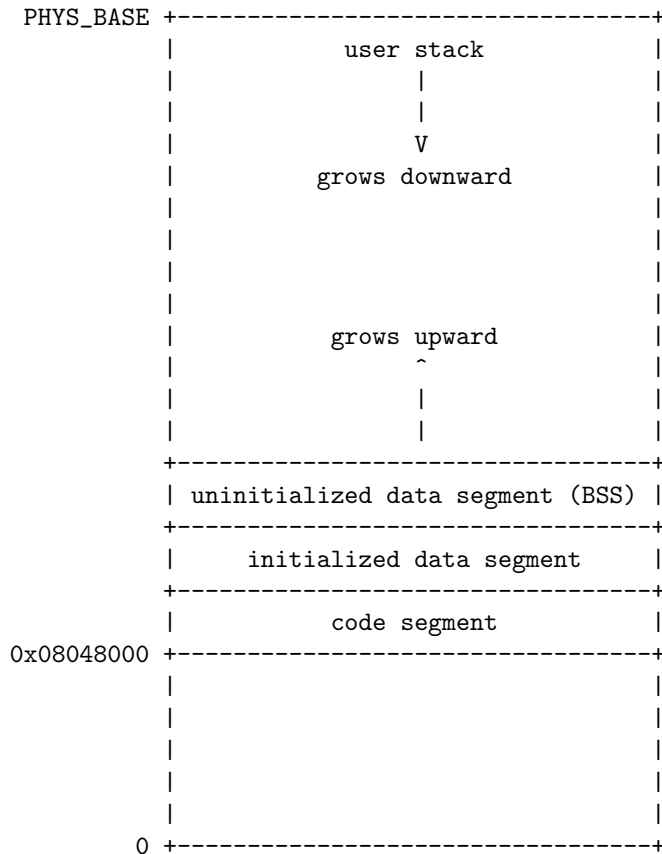 PHYS_BASE +----------------------------------+
|            user stack            |
|                 |                |
|                 |                |
|                 V                |
|          grows downward          |
|                                  |
|                                  |
|                                  |
|                                  |
|           grows upward           |
|                 ^                |
|                 |                |
|                 |                |
+----------------------------------+
| uninitialized data segment (BSS) |
+----------------------------------+
|     initialized data segment     |
+----------------------------------+
|           code segment           |
0x08048000 +----------------------------------+
|                                  |
|                                  |
|                                  |
|                                  |
|                                  |
0 +----------------------------------+